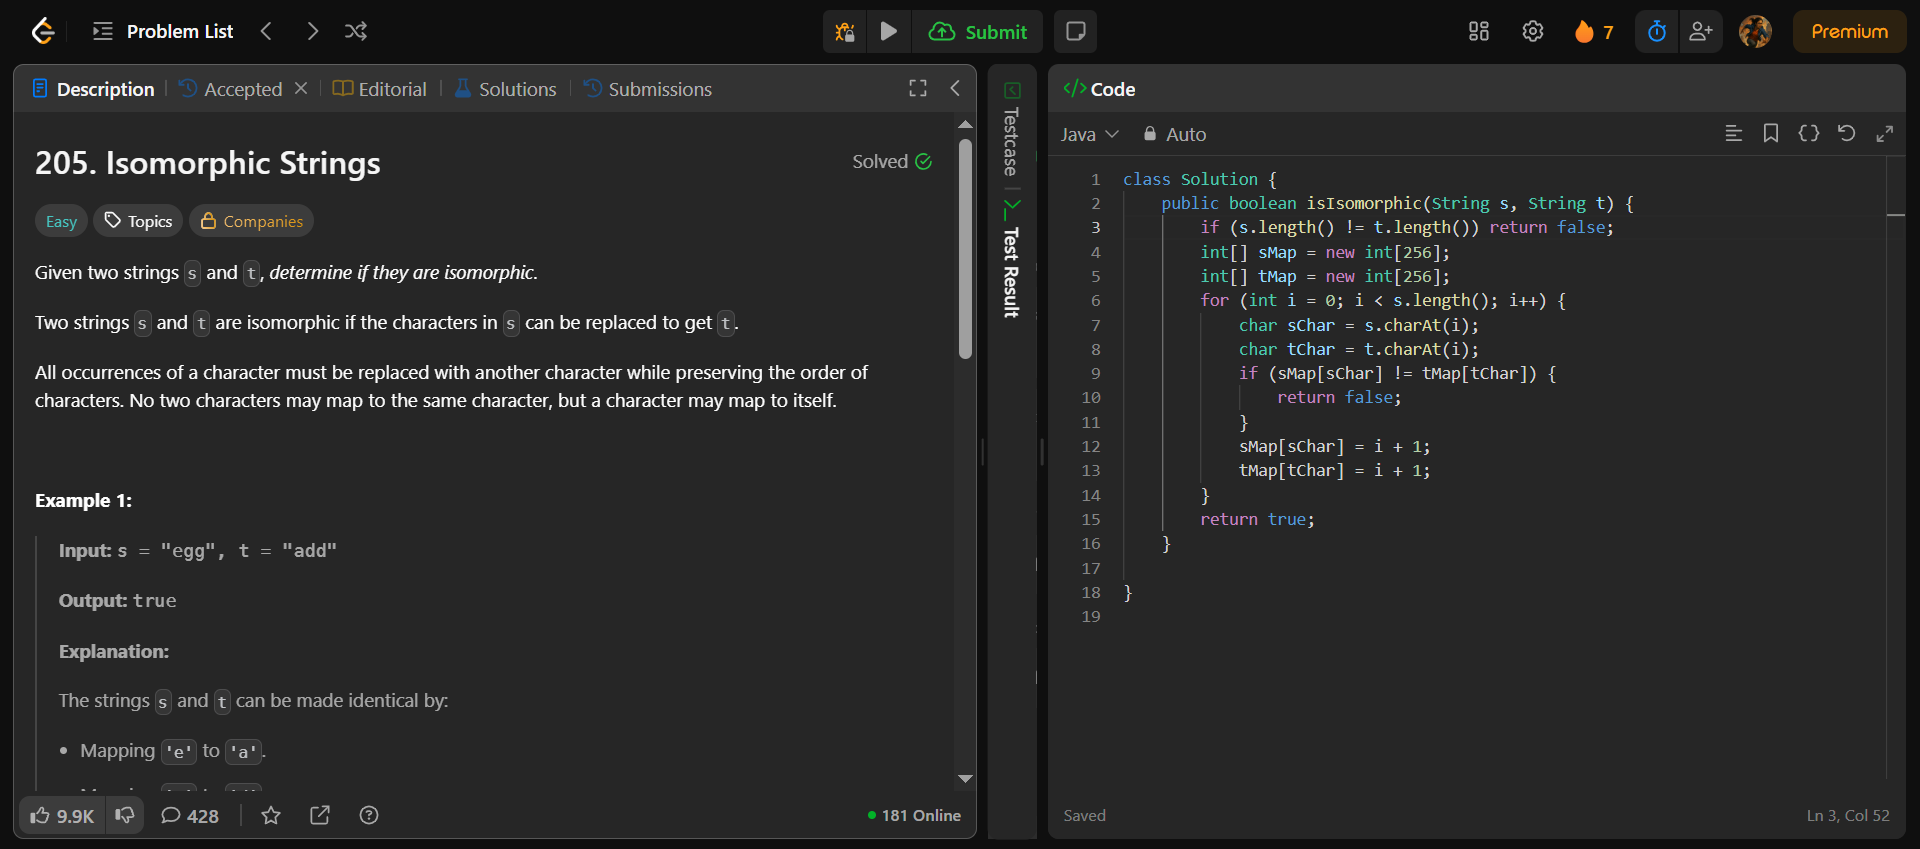 Problem List
Submit
7
Premium
Description
Accepted
Editorial
Solutions
Submissions
205. Isomorphic Strings
Solved
Easy
Topics
Companies
Given two strings s and t, determine if they are isomorphic.
Two strings s and t are isomorphic if the characters in s can be replaced to get t.
All occurrences of a character must be replaced with another character while preserving the order of
characters. No two characters may map to the same character, but a character may map to itself.
Example 1:
Input: s = "egg", t = "add"
Output: true
Explanation:
The strings s and t can be made identical by:
• Mapping 'e' to 'a'.
9.9K
428
181 Online
Testcase
Test Result
</> Code
Java
Auto
1 class Solution {
2     public boolean isIsomorphic(String s, String t) {
3         if (s.length() != t.length()) return false;
4         int[] sMap = new int[256];
5         int[] tMap = new int[256];
6         for (int i = 0; i < s.length(); i++) {
7             char sChar = s.charAt(i);
8             char tChar = t.charAt(i);
9             if (sMap[sChar] != tMap[tChar]) {
10                 return false;
11             }
12             sMap[sChar] = i + 1;
13             tMap[tChar] = i + 1;
14         }
15         return true;
16     }
17
18 }
19
Saved
Ln 3, Col 52